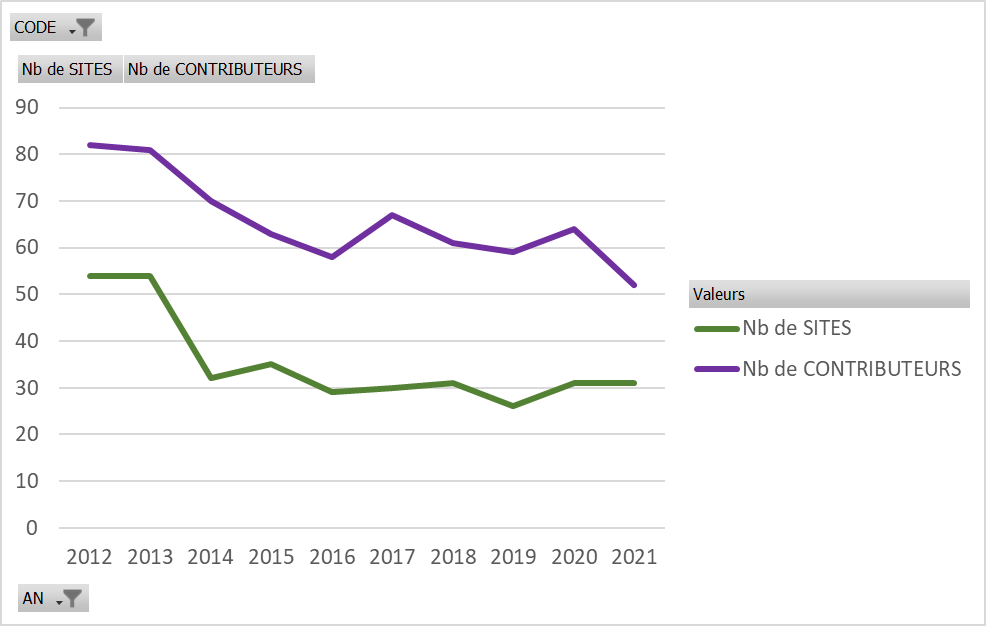 CODE
Nb de SITES Nb de CONTRIBUTEURS
90
80
70
60
50
40
30
20
10
0
2012 2013 2014 2015 2016 2017 2018 2019 2020 2021
Valeurs
Nb de SITES
Nb de CONTRIBUTEURS
AN